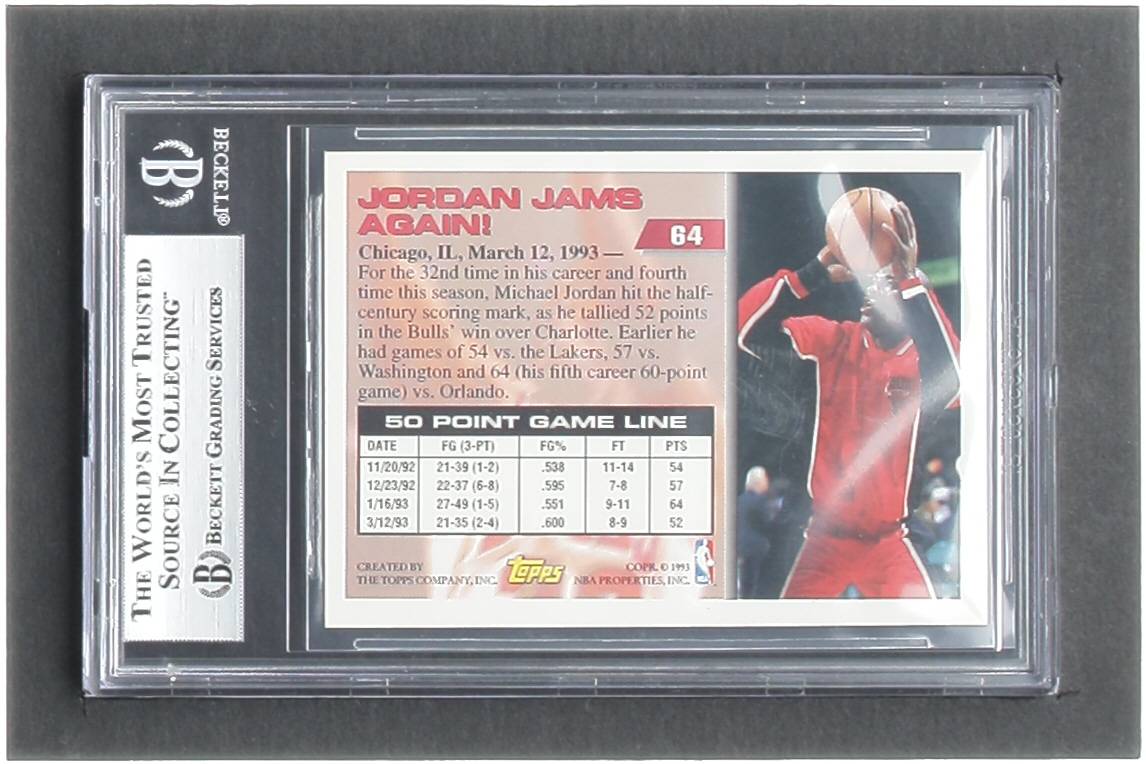 BECKETT®
B
THE WORLD'S MOST TRUSTED
SOURCE IN COLLECTING™
B BECKETT GRADING SERVICES
JORDAN JAMS
AGAIN!
64
Chicago, IL, March 12, 1993 —
For the 32nd time in his career and fourth
time this season, Michael Jordan hit the half-
century scoring mark, as he tallied 52 points
in the Bulls' win over Charlotte. Earlier he
had games of 54 vs. the Lakers, 57 vs.
Washington and 64 (his fifth career 60-point
game) vs. Orlando.
50 POINT GAME LINE
DATE FG (3-PT) FG% FT PTS
11/20/92 21-39 (1-2) .538 11-14 54
12/23/92 22-37 (6-8) .595 7-8 57
1/16/93 27-49 (1-5) .551 9-11 64
3/12/93 21-35 (2-4) .600 8-9 52
CREATED BY
THE TOPPS COMPANY, INC.
Topps
COPR. © 1993
NBA PROPERTIES, INC.
NBA